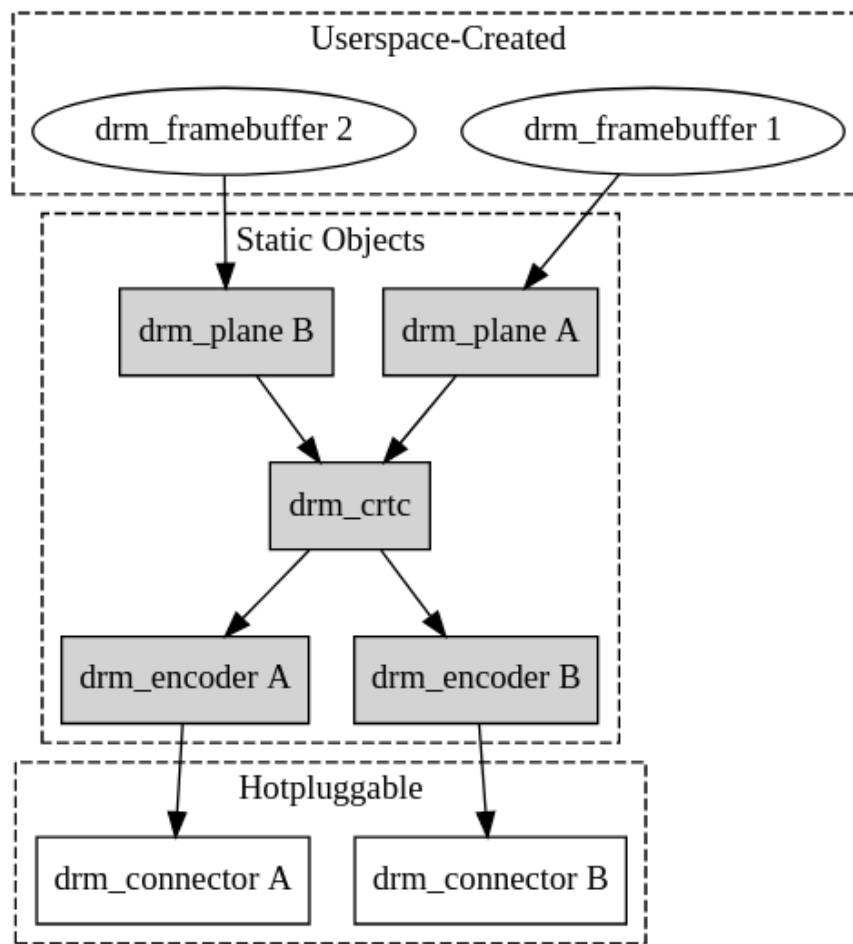 Userspace-Created
drm_framebuffer 2
drm_framebuffer 1
Static Objects
drm_plane B
drm_plane A
drm_crtc
drm_encoder A
drm_encoder B
Hotpluggable
drm_connector A
drm_connector B